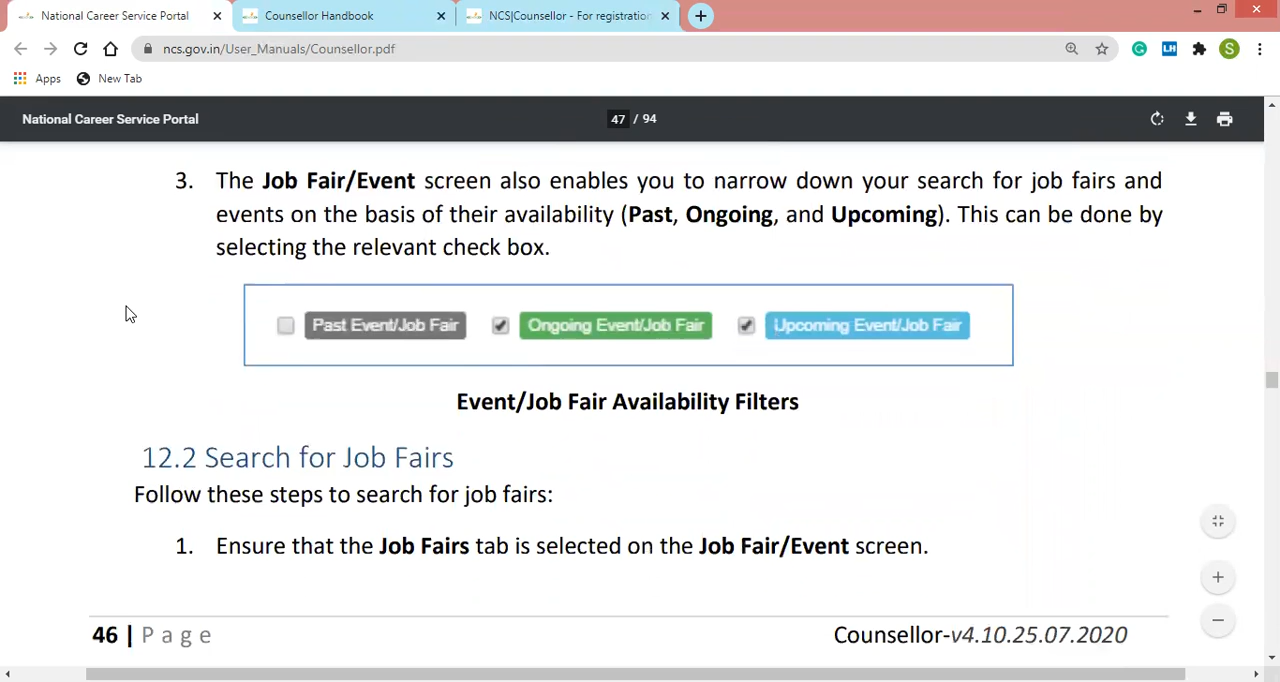 National Career Service Portal
Counsellor Handbook
NCS|Counsellor - For registration
ncs.gov.in/User_Manuals/Counsellor.pdf
S
Apps
New Tab
National Career Service Portal
47 / 94
3. The Job Fair/Event screen also enables you to narrow down your search for job fairs and
events on the basis of their availability (Past, Ongoing, and Upcoming). This can be done by
selecting the relevant check box.
Past Event/Job Fair
Ongoing Event/Job Fair
Upcoming Event/Job Fair
Event/Job Fair Availability Filters
12.2 Search for Job Fairs
Follow these steps to search for job fairs:
1. Ensure that the Job Fairs tab is selected on the Job Fair/Event screen.
46 | P a g e
Counsellor-v4.10.25.07.2020